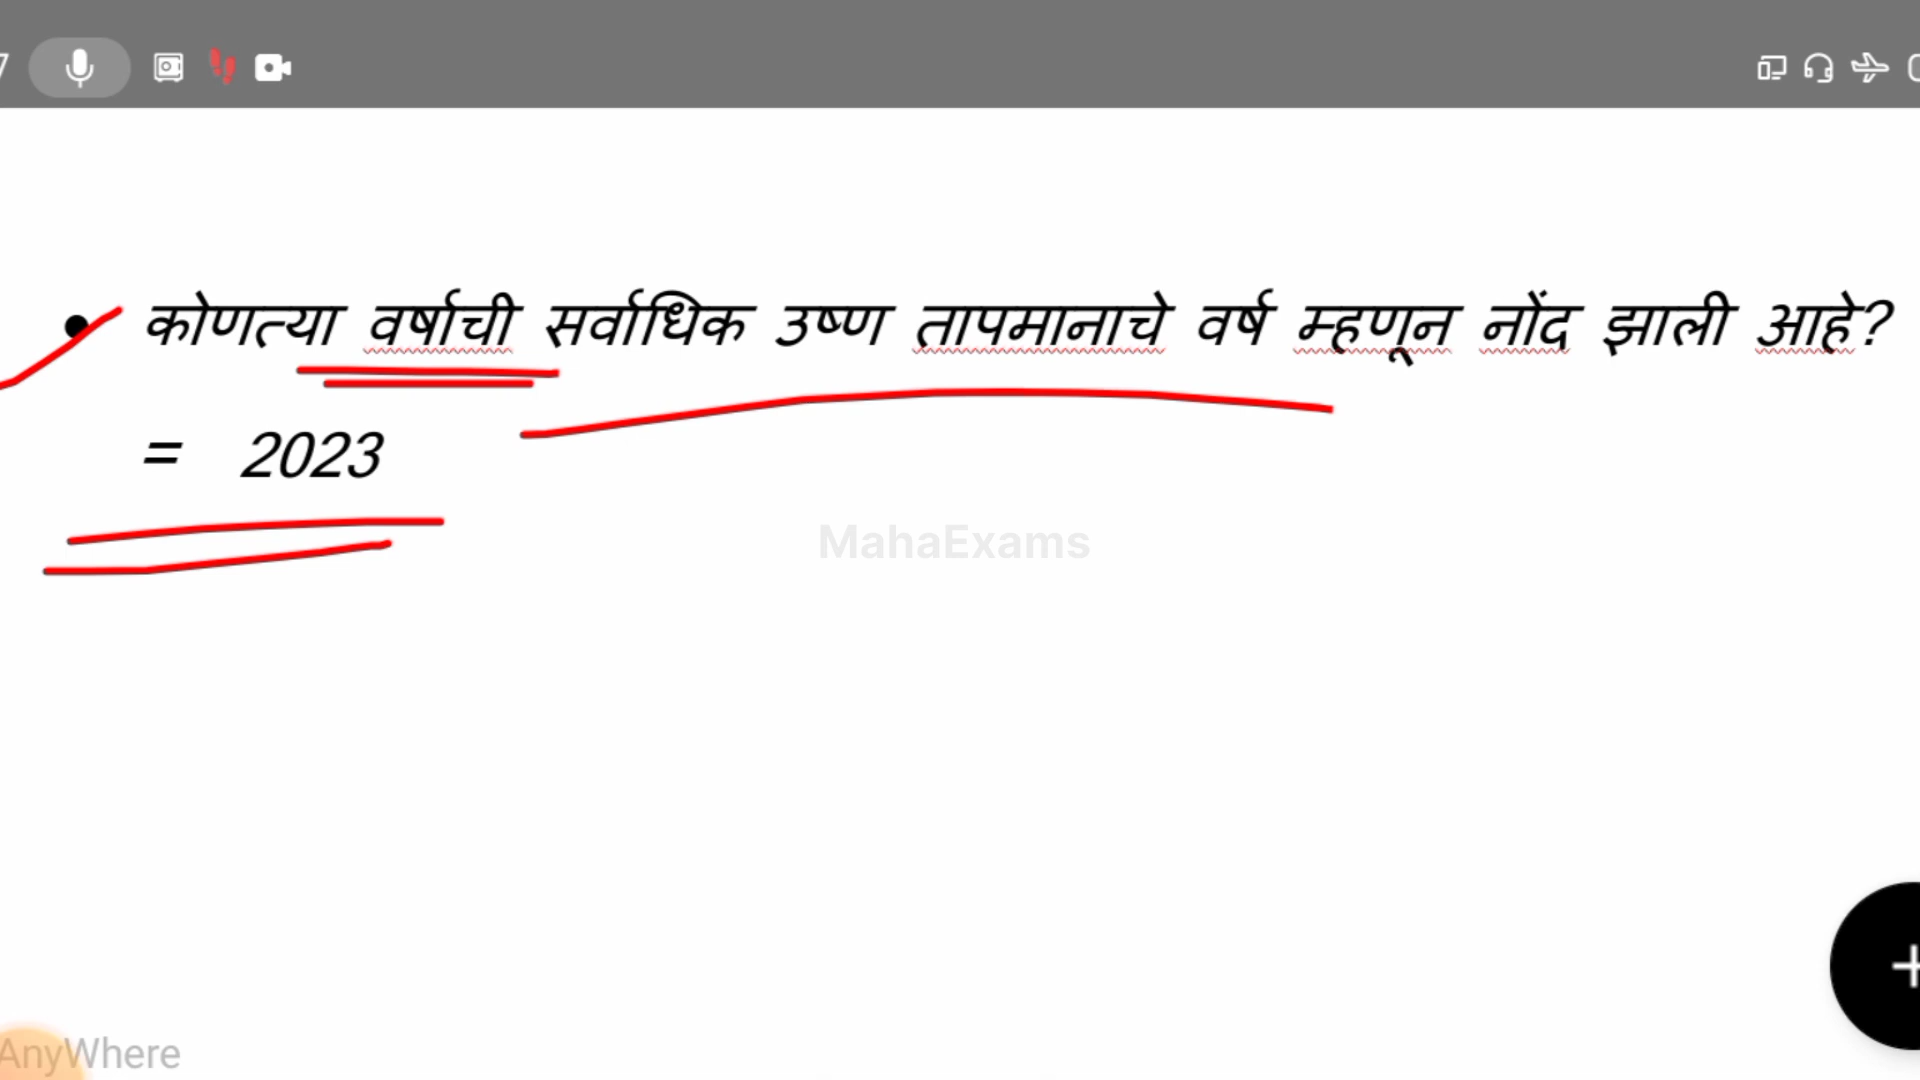 कोणत्या वर्षाची सर्वाधिक उष्ण तापमानाचे वर्ष म्हणून नोंद झाली आहे?
= 2023
MahaExams
AnyWhere